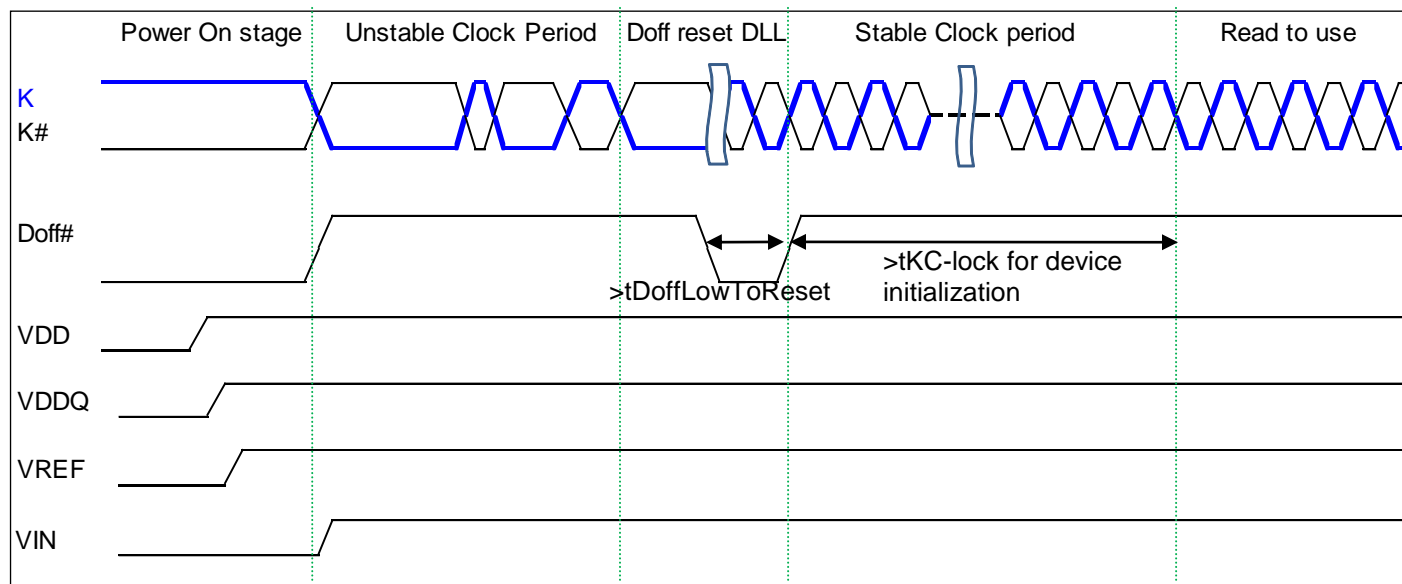 Power On stage
Unstable Clock Period
Doff reset DLL
Stable Clock period
Read to use
K
K#
Doff#
>tDoffLowToReset
>tKC-lock for device
initialization
VDD
VDDQ
VREF
VIN